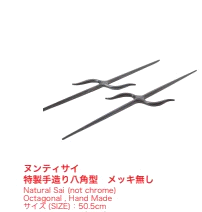 ヌンティサイ
特製手造り八角型　メッキ無し
Natural Sai (not chrome)
Octagonal , Hand Made
サイズ (SIZE) : 50.5cm